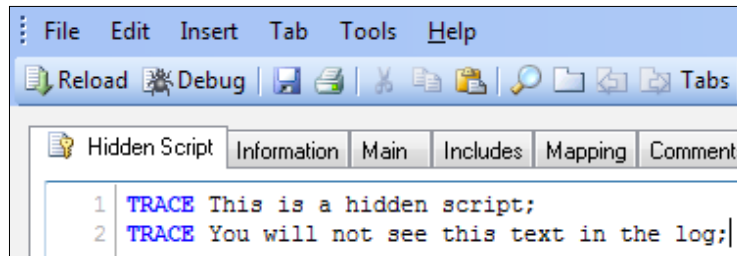 File Edit Insert Tab Tools Help
Reload Debug Tabs
Hidden Script Information Main Includes Mapping Comment
1 TRACE This is a hidden script;
2 TRACE You will not see this text in the log;